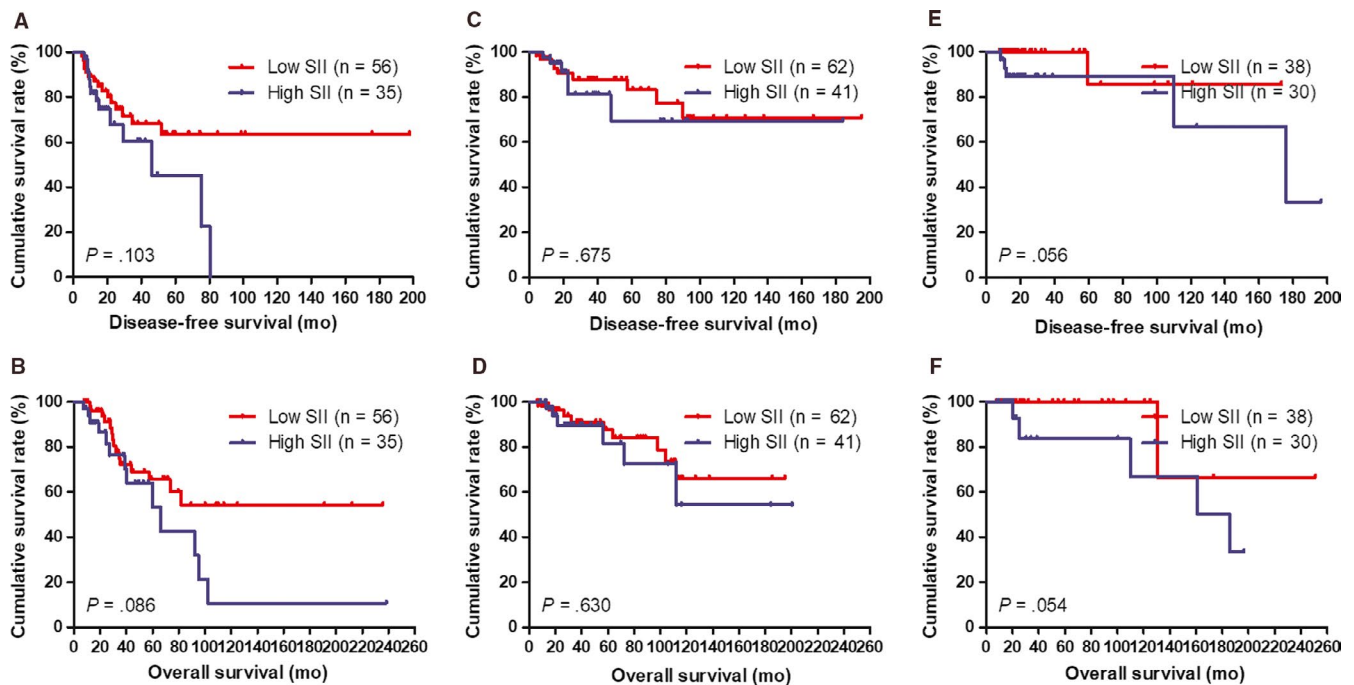 A
Cumulative survival rate (%)
100
80
60
40
20
0
Low SII (n = 56)
High SII (n = 35)
P = .103
0 20 40 60 80 100 120 140 160 180 200
Disease-free survival (mo)
C
Cumulative survival rate (%)
100
80
60
40
20
0
Low SII (n = 62)
High SII (n = 41)
P = .675
0 20 40 60 80 100 120 140 160 180 200
Disease-free survival (mo)
E
Cumulative survival rate (%)
100
80
60
40
20
0
Low SII (n = 38)
High SII (n = 30)
P = .056
0 20 40 60 80 100 120 140 160 180 200
Disease-free survival (mo)
B
Cumulative survival rate (%)
100
80
60
40
20
0
Low SII (n = 56)
High SII (n = 35)
P = .086
0 20 40 60 80 100 120 140 160 180 200 220 240 260
Overall survival (mo)
D
Cumulative survival rate (%)
100
80
60
40
20
0
Low SII (n = 62)
High SII (n = 41)
P = .630
0 20 40 60 80 100 120 140 160 180 200 220 240 260
Overall survival (mo)
F
Cumulative survival rate (%)
100
80
60
40
20
0
Low SII (n = 38)
High SII (n = 30)
P = .054
0 20 40 60 80 100 120 140 160 180 200 220 240 260
Overall survival (mo)